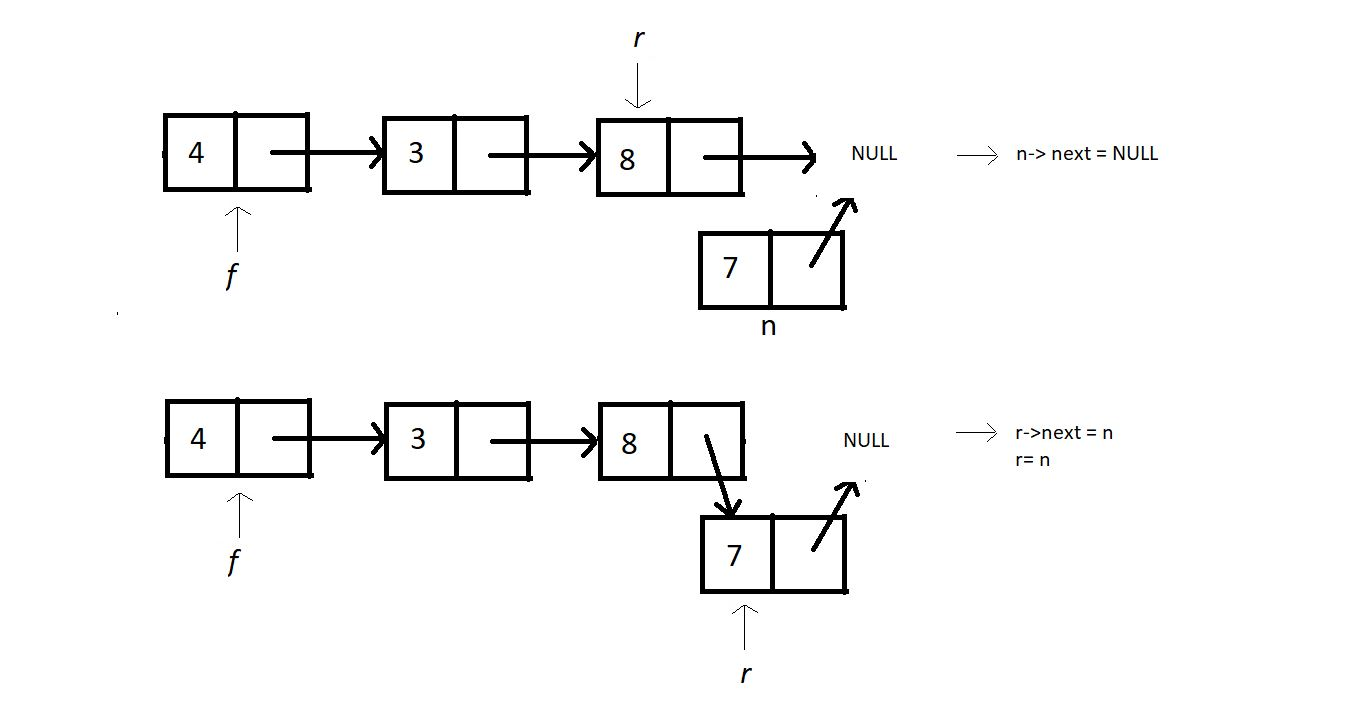 r
4 3 8 NULL n-> next = NULL
f
7
n
4 3 8 NULL r->next = n
r= n
f
7
r